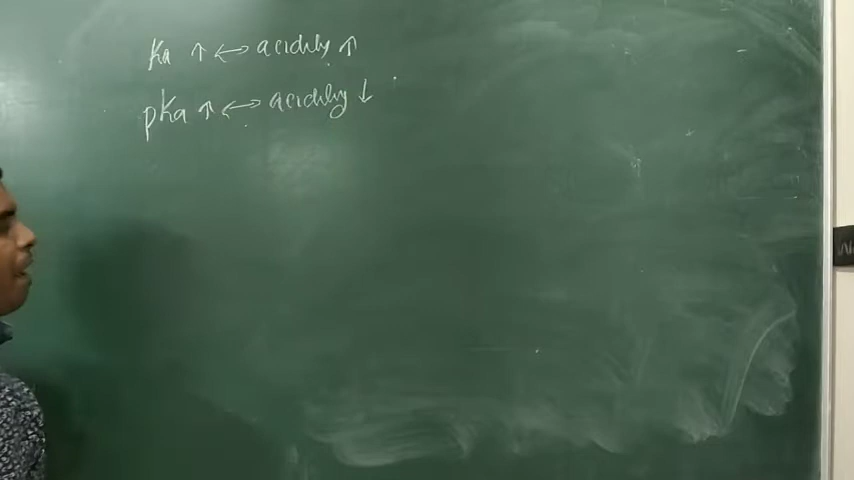 Ka ↑ ↔ acidity ↑
pKa ↑ ↔ acidity ↓